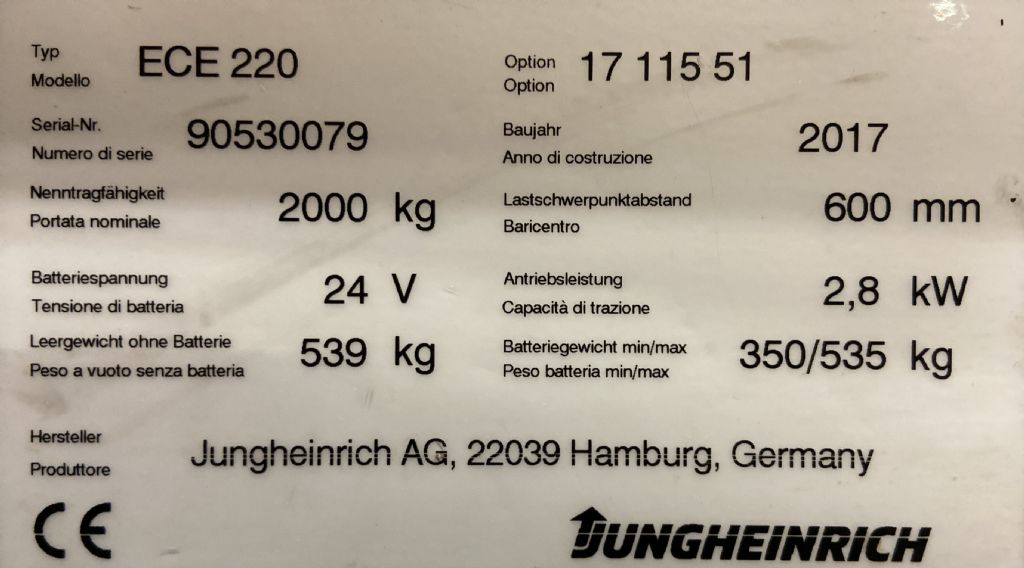 Typ
Modello
ECE 220
Option
Option
17 115 51
Serial-Nr.
Numero di serie
90530079
Baujahr
Anno di costruzione
2017
Nenntragfähigkeit
Portata nominale
2000 kg
Lastschwerpunktabstand
Baricentro
600 mm
Batteriespannung
Tensione di batteria
24 V
Antriebsleistung
Capacità di trazione
2,8 kW
Leergewicht ohne Batterie
Peso a vuoto senza batteria
539 kg
Batteriegewicht min/max
Peso batteria min/max
350/535 kg
Hersteller
Produttore
Jungheinrich AG, 22039 Hamburg, Germany
CE
JUNGHEINRICH